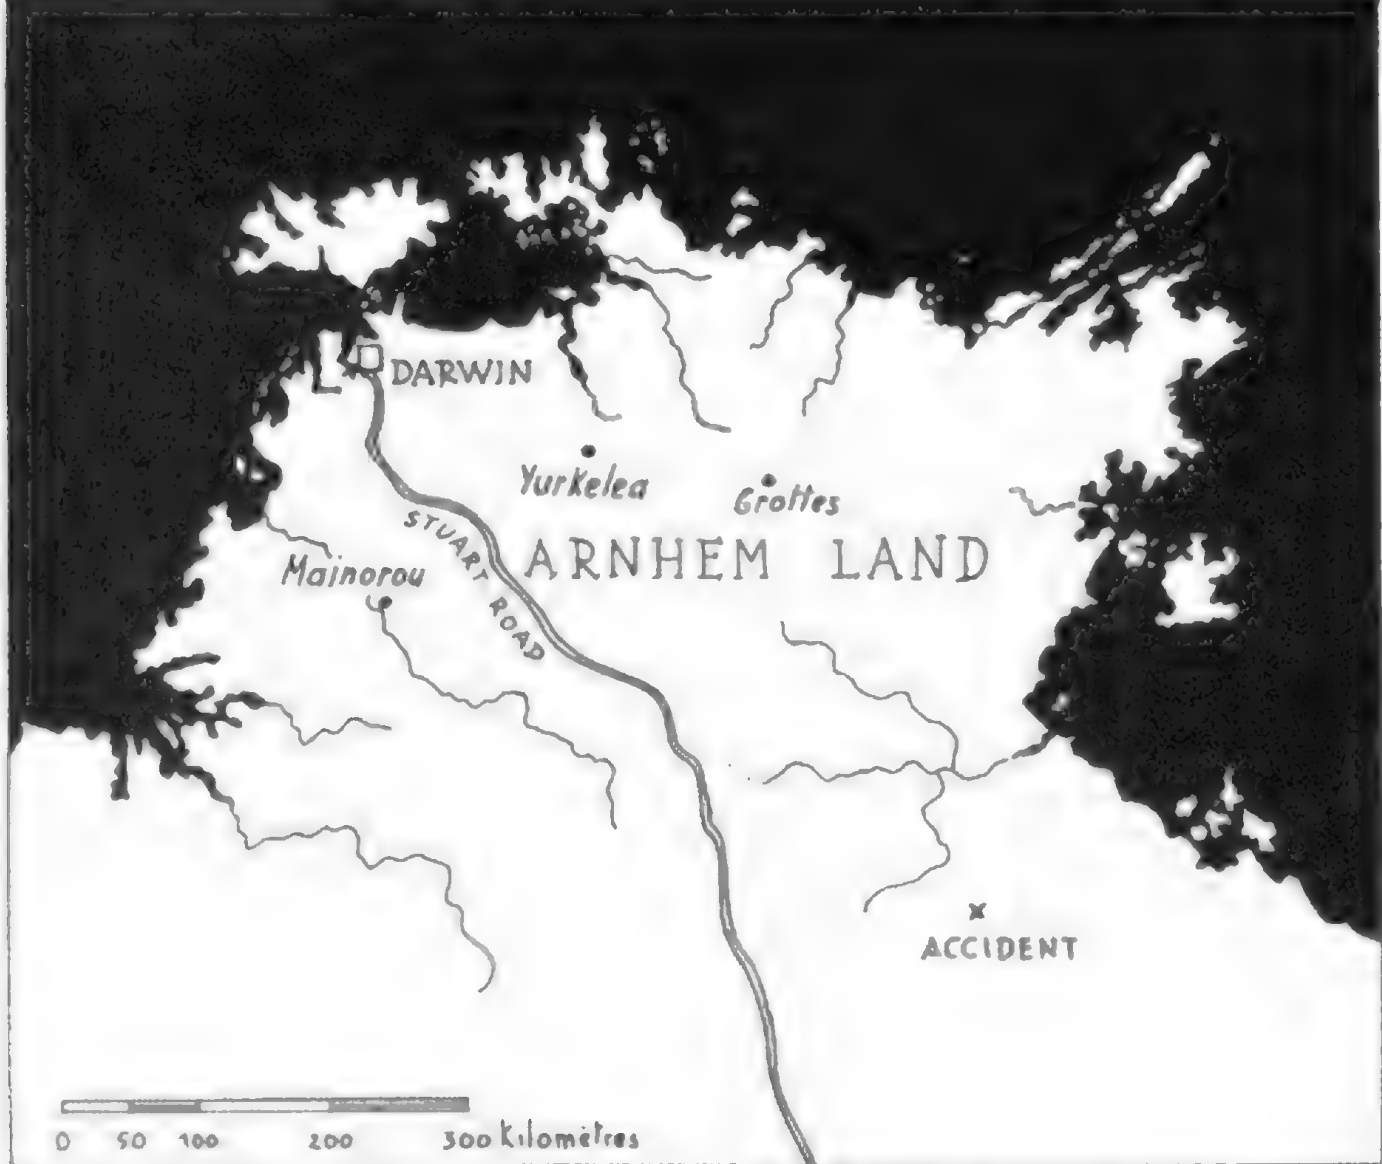 DARWIN
Yurkelea
Grottes
STUART ROAD
ARNHEM LAND
Mainorou
ACCIDENT
0 50 100 200 300 Kilomètres